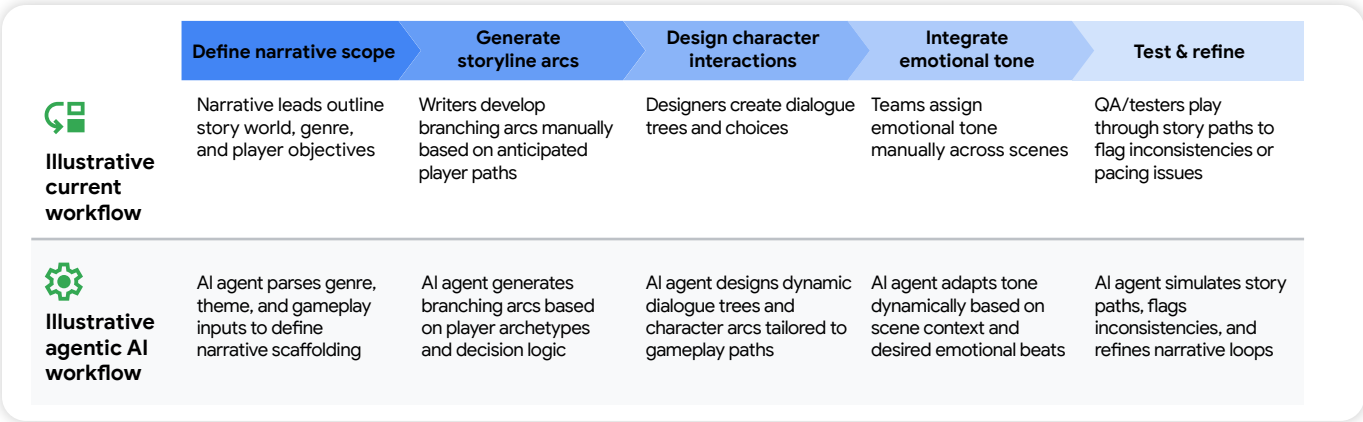 Define narrative scope
Generate
storyline arcs
Design character
interactions
Integrate
emotional tone
Test & refine
Illustrative
current
workflow
Narrative leads outline
story world, genre,
and player objectives
Writers develop
branching arcs manually
based on anticipated
player paths
Designers create dialogue
trees and choices
Teams assign
emotional tone
manually across scenes
QA/testers play
through story paths to
flag inconsistencies or
pacing issues
Illustrative
agentic AI
workflow
AI agent parses genre,
theme, and gameplay
inputs to define
narrative scaffolding
AI agent generates
branching arcs based
on player archetypes
and decision logic
AI agent designs dynamic
dialogue trees and
character arcs tailored to
gameplay paths
AI agent adapts tone
dynamically based on
scene context and
desired emotional beats
AI agent simulates story
paths, flags
inconsistencies, and
refines narrative loops